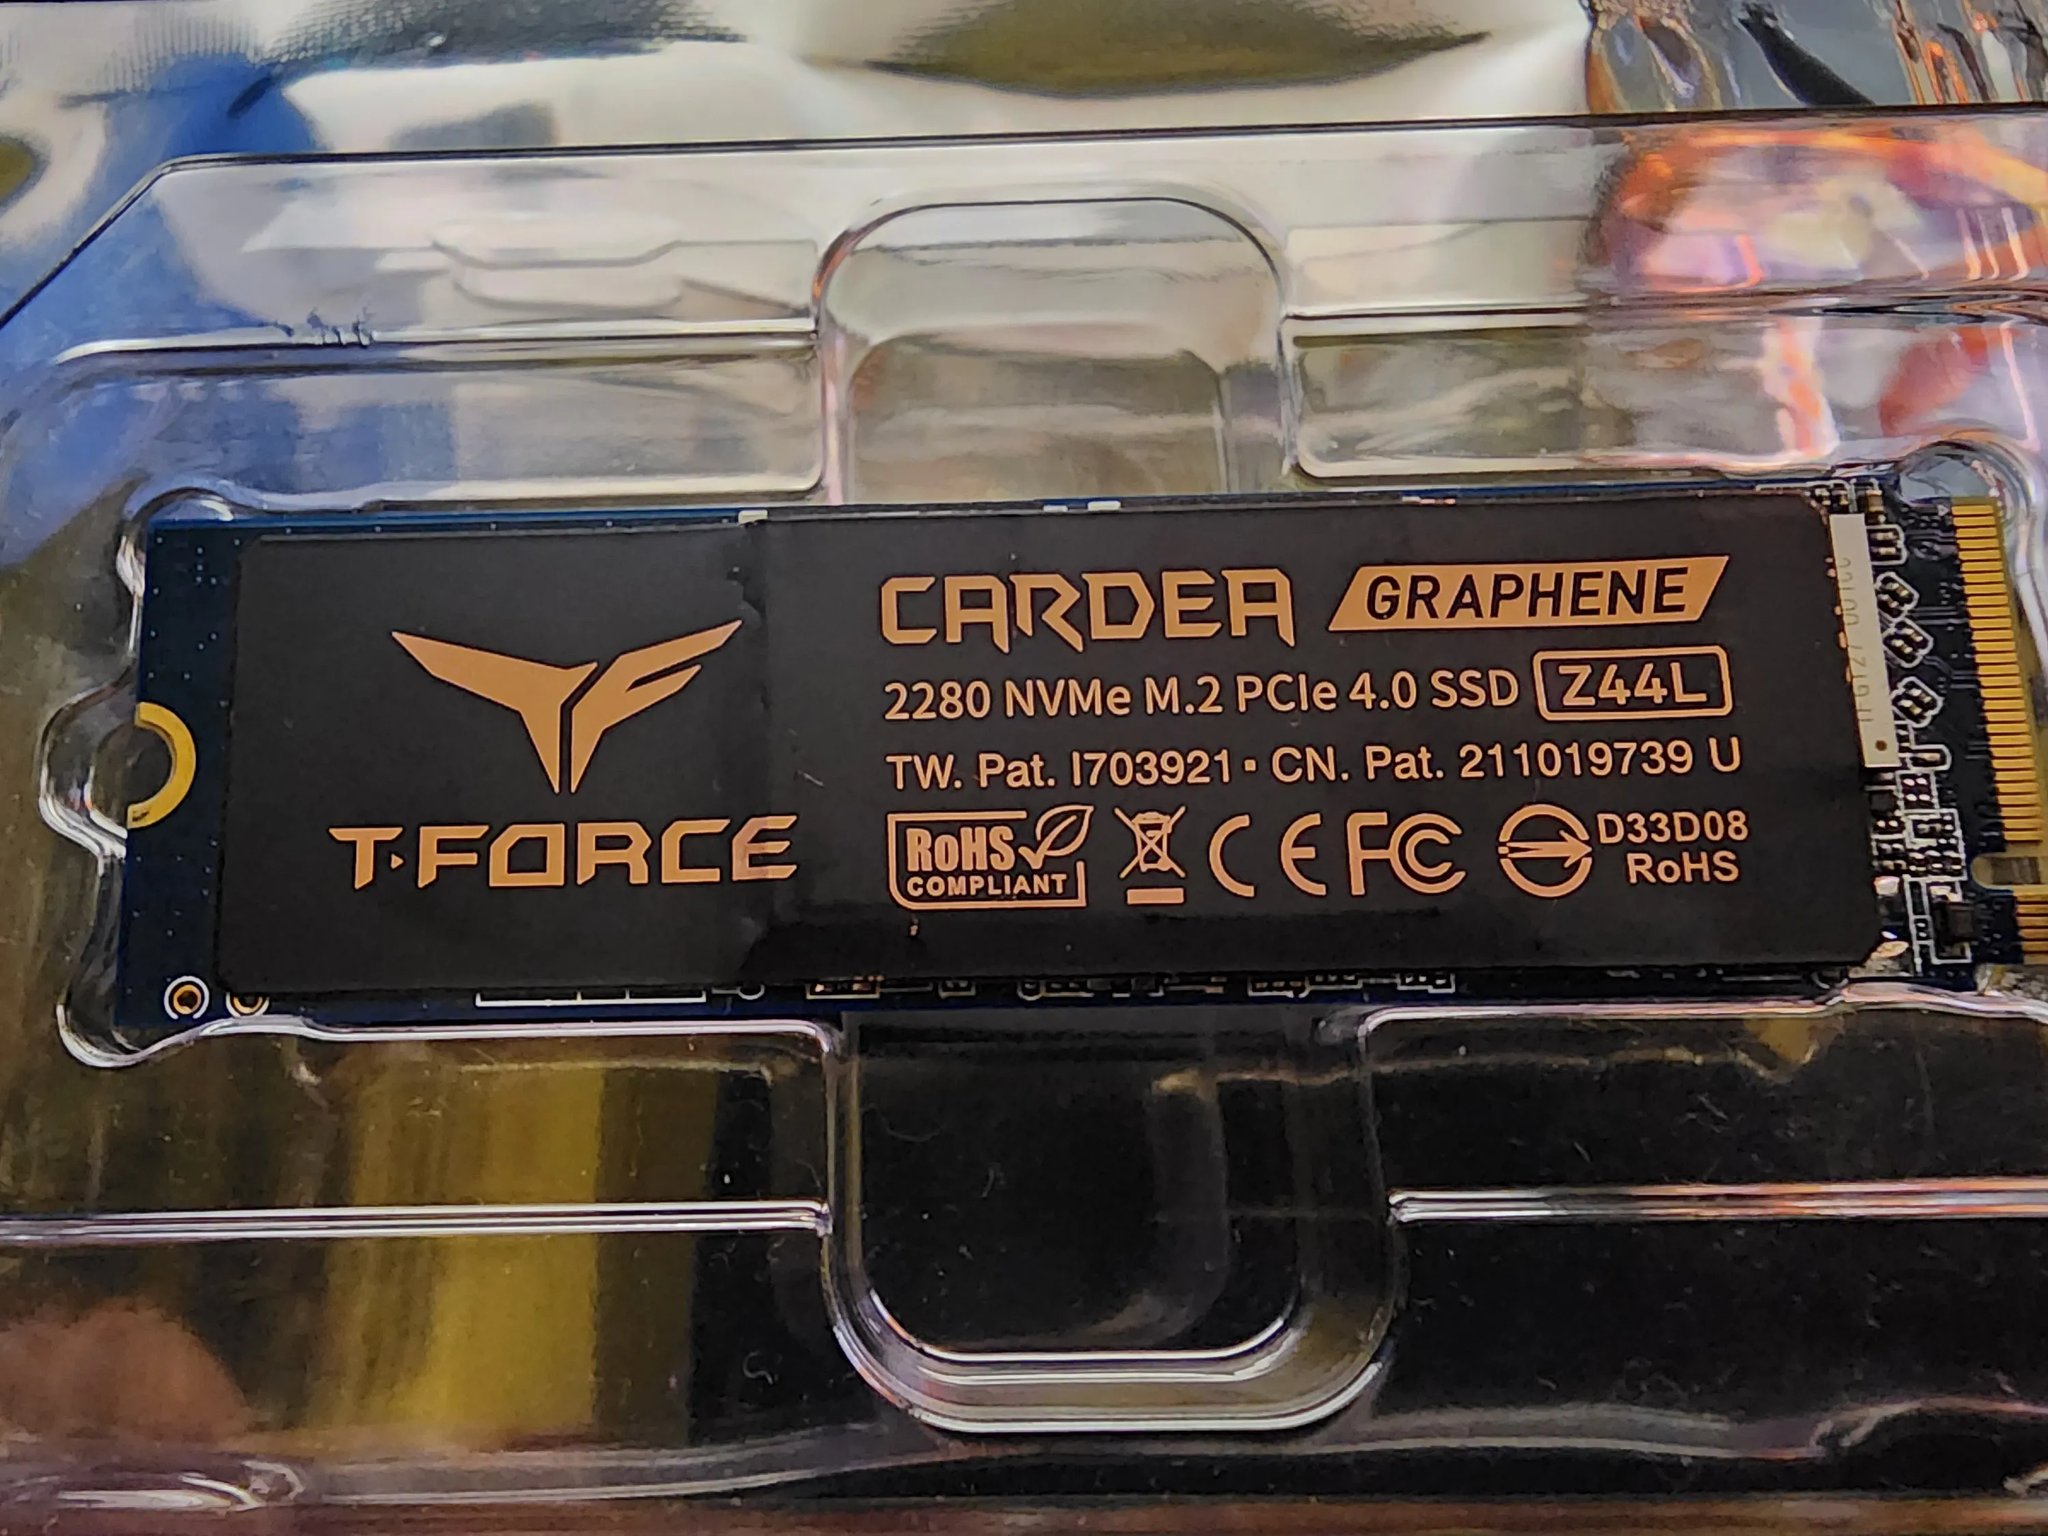 T·FORCE
CARDEA GRAPHENE
2280 NVMe M.2 PCIe 4.0 SSD Z44L
TW. Pat. I703921 · CN. Pat. 211019739 U
RoHS
COMPLIANT
CE FC D33D08
RoHS